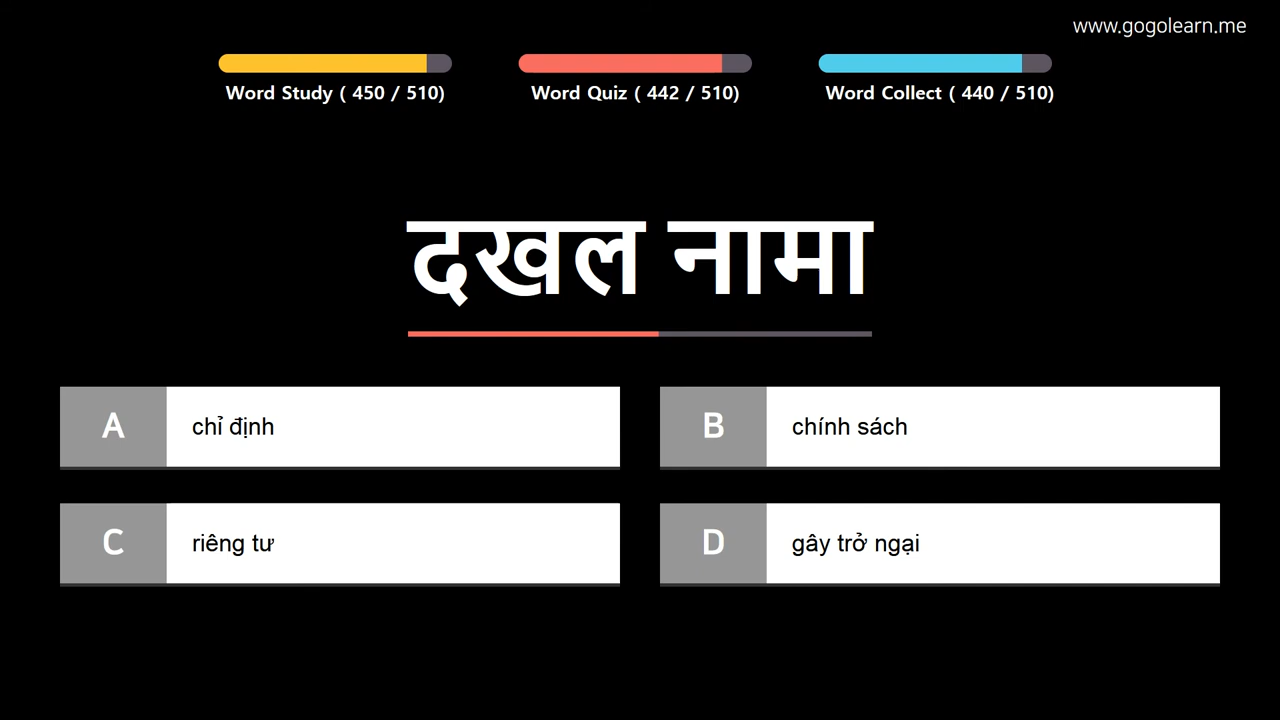 www.gogolearn.me
Word Study ( 450 / 510)
Word Quiz ( 442 / 510)
Word Collect ( 440 / 510)
दखल नामा
A chỉ định
B chính sách
C riêng tư
D gây trở ngại